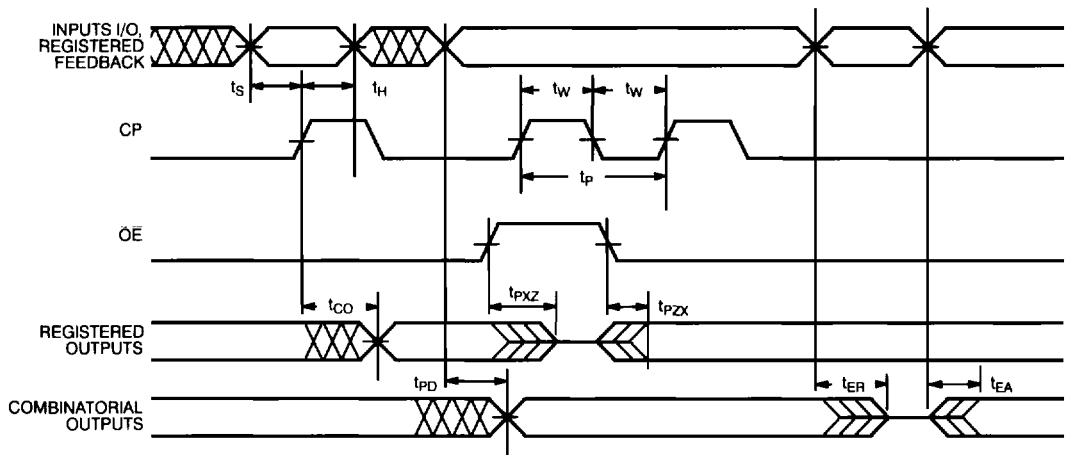 INPUTS I/O,
REGISTERED
FEEDBACK
tS
tH
tW
tW
CP
tP
OE
tPXZ
tPZX
tCO
REGISTERED
OUTPUTS
tPD
tER
tEA
COMBINATORIAL
OUTPUTS